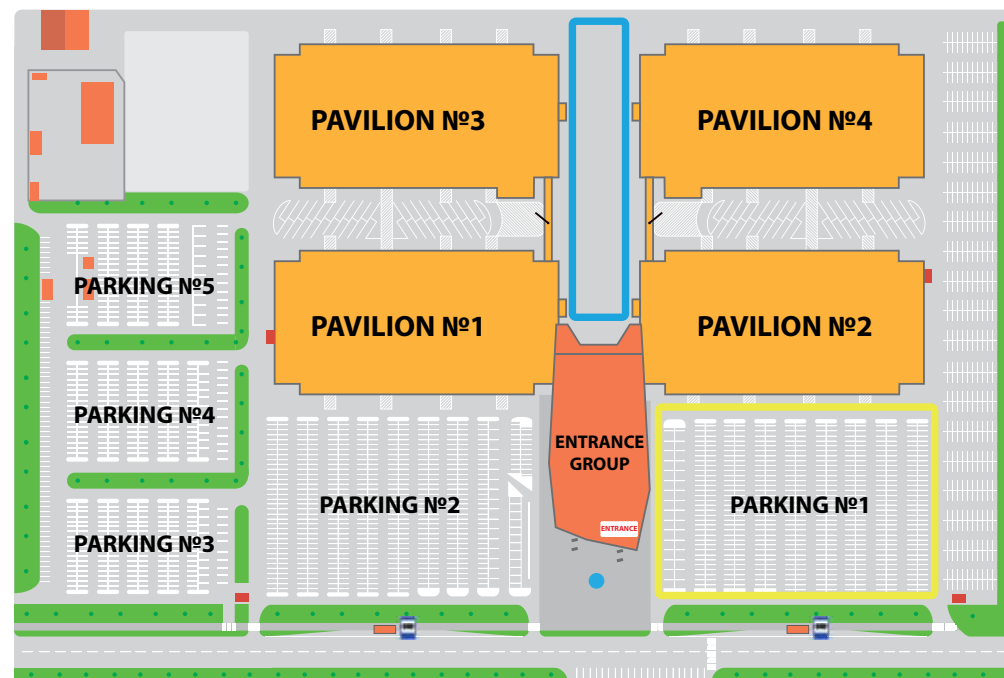 PAVILION №3
PAVILION №4
PARKING №5
PAVILION №1
PAVILION №2
PARKING №4
ENTRANCE
GROUP
PARKING №2
PARKING №1
ENTRANCE
PARKING №3